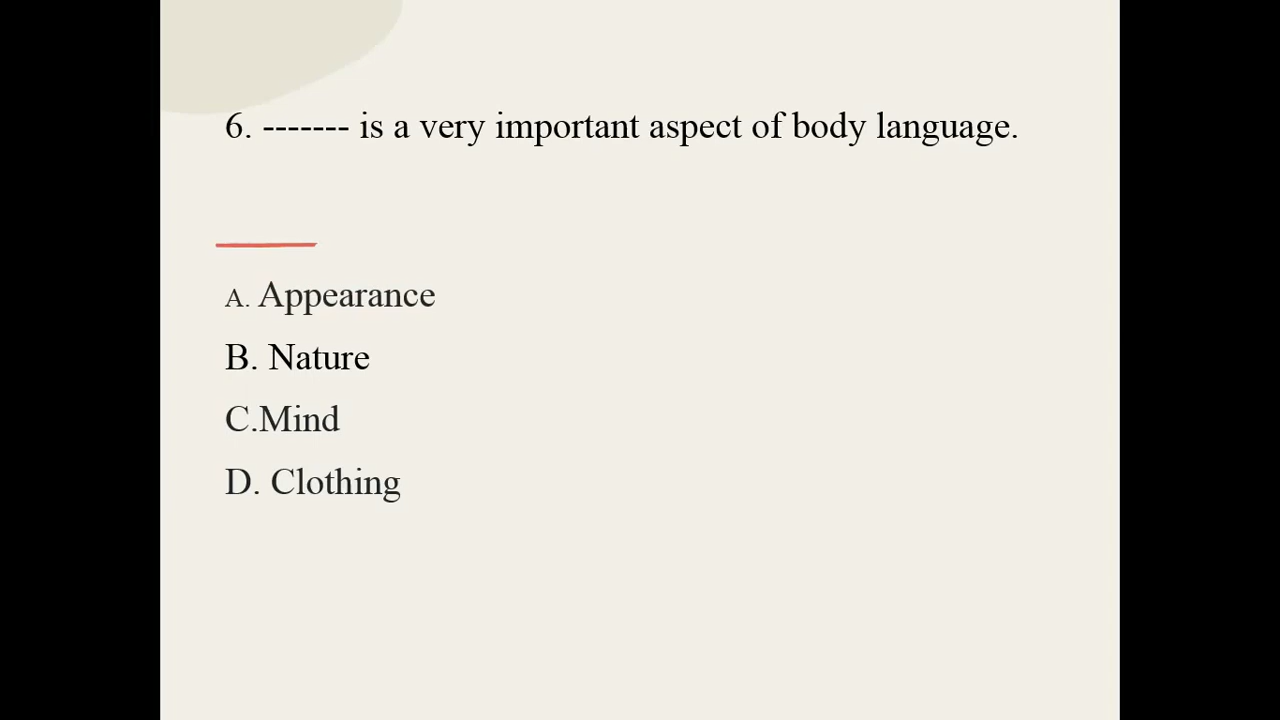 6. ------- is a very important aspect of body language.
A. Appearance
B. Nature
C.Mind
D. Clothing